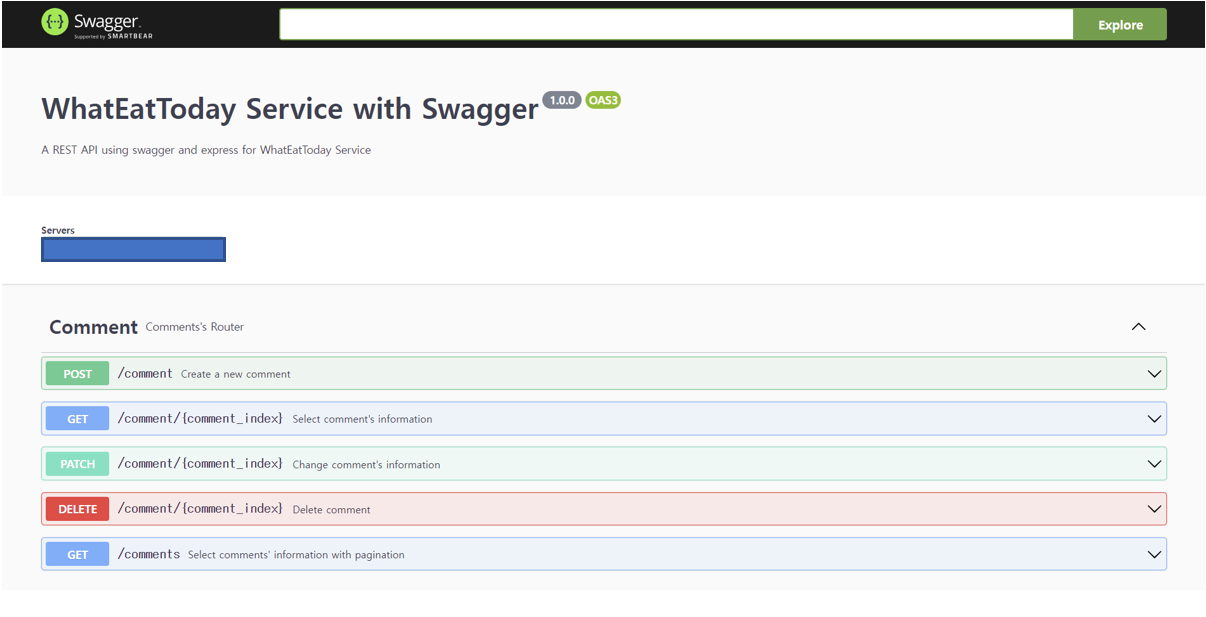 Swagger
Supported by SMARTBEAR
Explore
WhatEatToday Service with Swagger 1.0.0 OAS3
A REST API using swagger and express for WhatEatToday Service
Servers
Comment Comments's Router
POST /comment Create a new comment
GET /comment/{comment_index} Select comment's information
PATCH /comment/{comment_index} Change comment's information
DELETE /comment/{comment_index} Delete comment
GET /comments Select comments' information with pagination